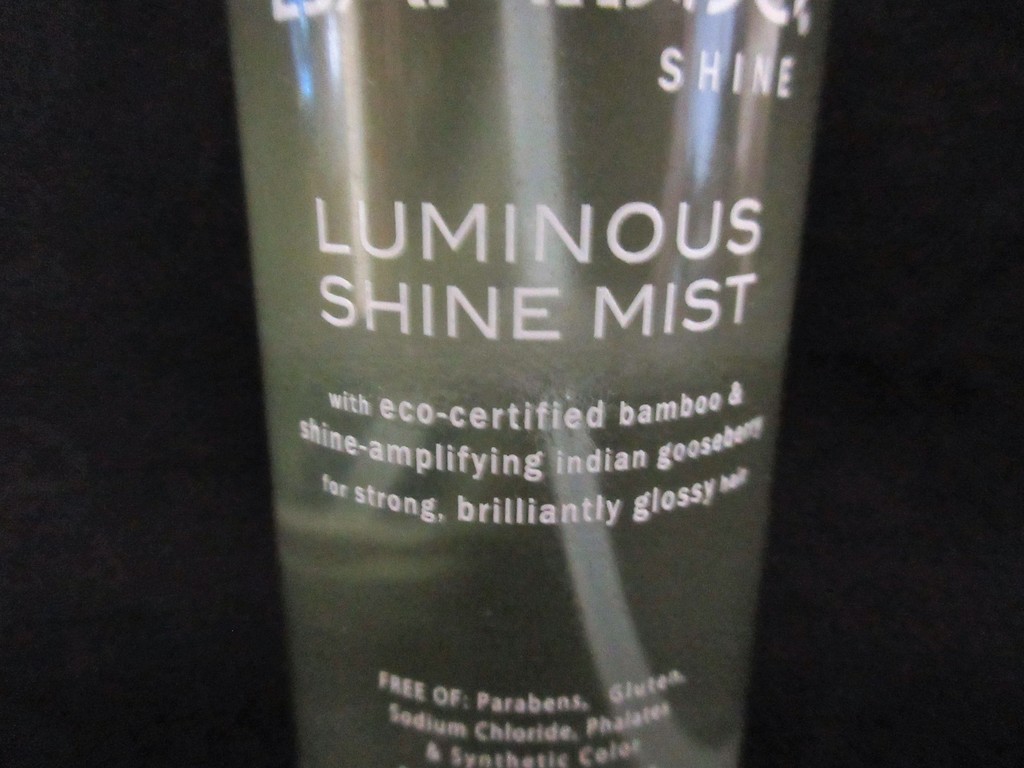 SHINE
LUMINOUS
SHINE MIST
with eco-certified bamboo &
shine-amplifying indian gooseberry
for strong, brilliantly glossy hair
FREE OF: Parabens, Gluten,
Sodium Chloride, Phalates
& Synthetic Color